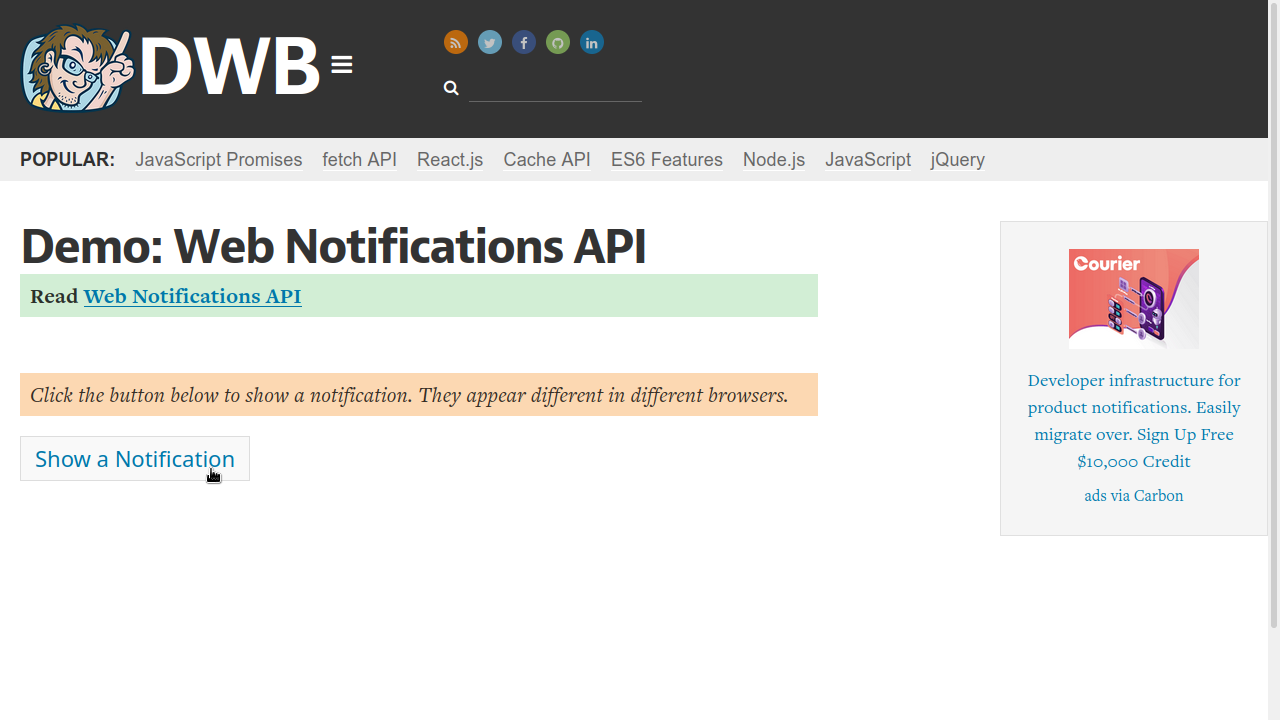 DWB
POPULAR: JavaScript Promises fetch API React.js Cache API ES6 Features Node.js JavaScript jQuery
Demo: Web Notifications API
Read Web Notifications API
Click the button below to show a notification. They appear different in different browsers.
Show a Notification
Courier
Developer infrastructure for
product notifications. Easily
migrate over. Sign Up Free
$10,000 Credit
ads via Carbon